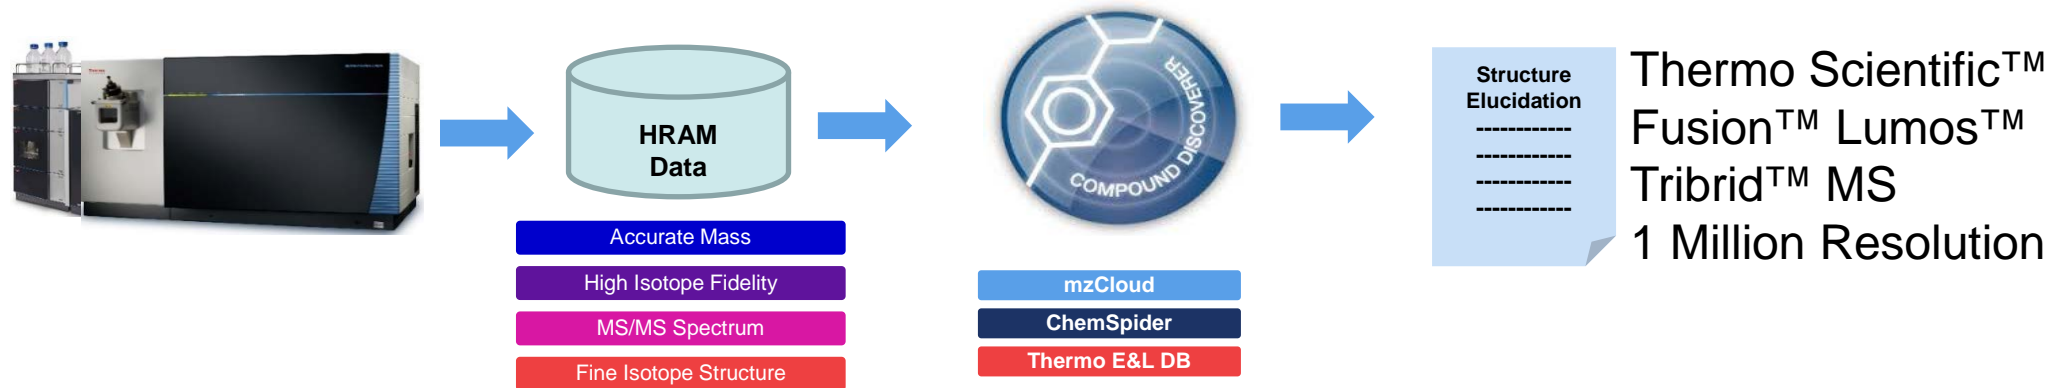 HRAM
Data
Accurate Mass
High Isotope Fidelity
MS/MS Spectrum
Fine Isotope Structure
COMPOUND DISCOVERER
mzCloud
ChemSpider
Thermo E&L DB
Structure
Elucidation
------------
------------
------------
------------
Thermo Scientific™
Fusion™ Lumos™
Tribrid™ MS
1 Million Resolution